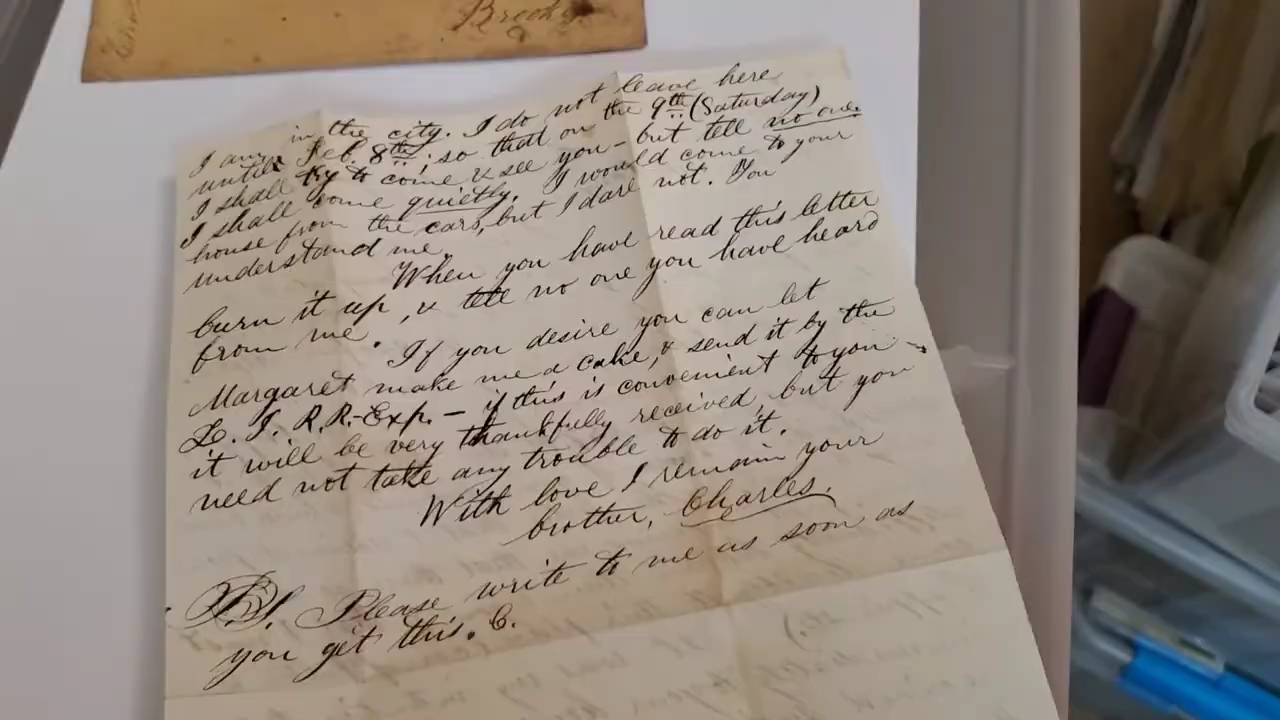 Brook
I am in the city. I do not leave here
until Feb. 8th; so that on the 9th (Saturday)
I shall try to come & see you - but tell no one.
I shall come quietly. I would come to your
house from the cars, but I dare not. You
understand me.
When you have read this letter
burn it up, & tell no one you have heard
from me.
If you desire you can let
Margaret make me a cake, & send it by the
L. I. R. R. Exp. - if this is convenient to you -
it will be very thankfully received, but you
need not take any trouble to do it.
With love I remain your
brother, Charles.
P.S. Please write to me as soon as
you get this. C.